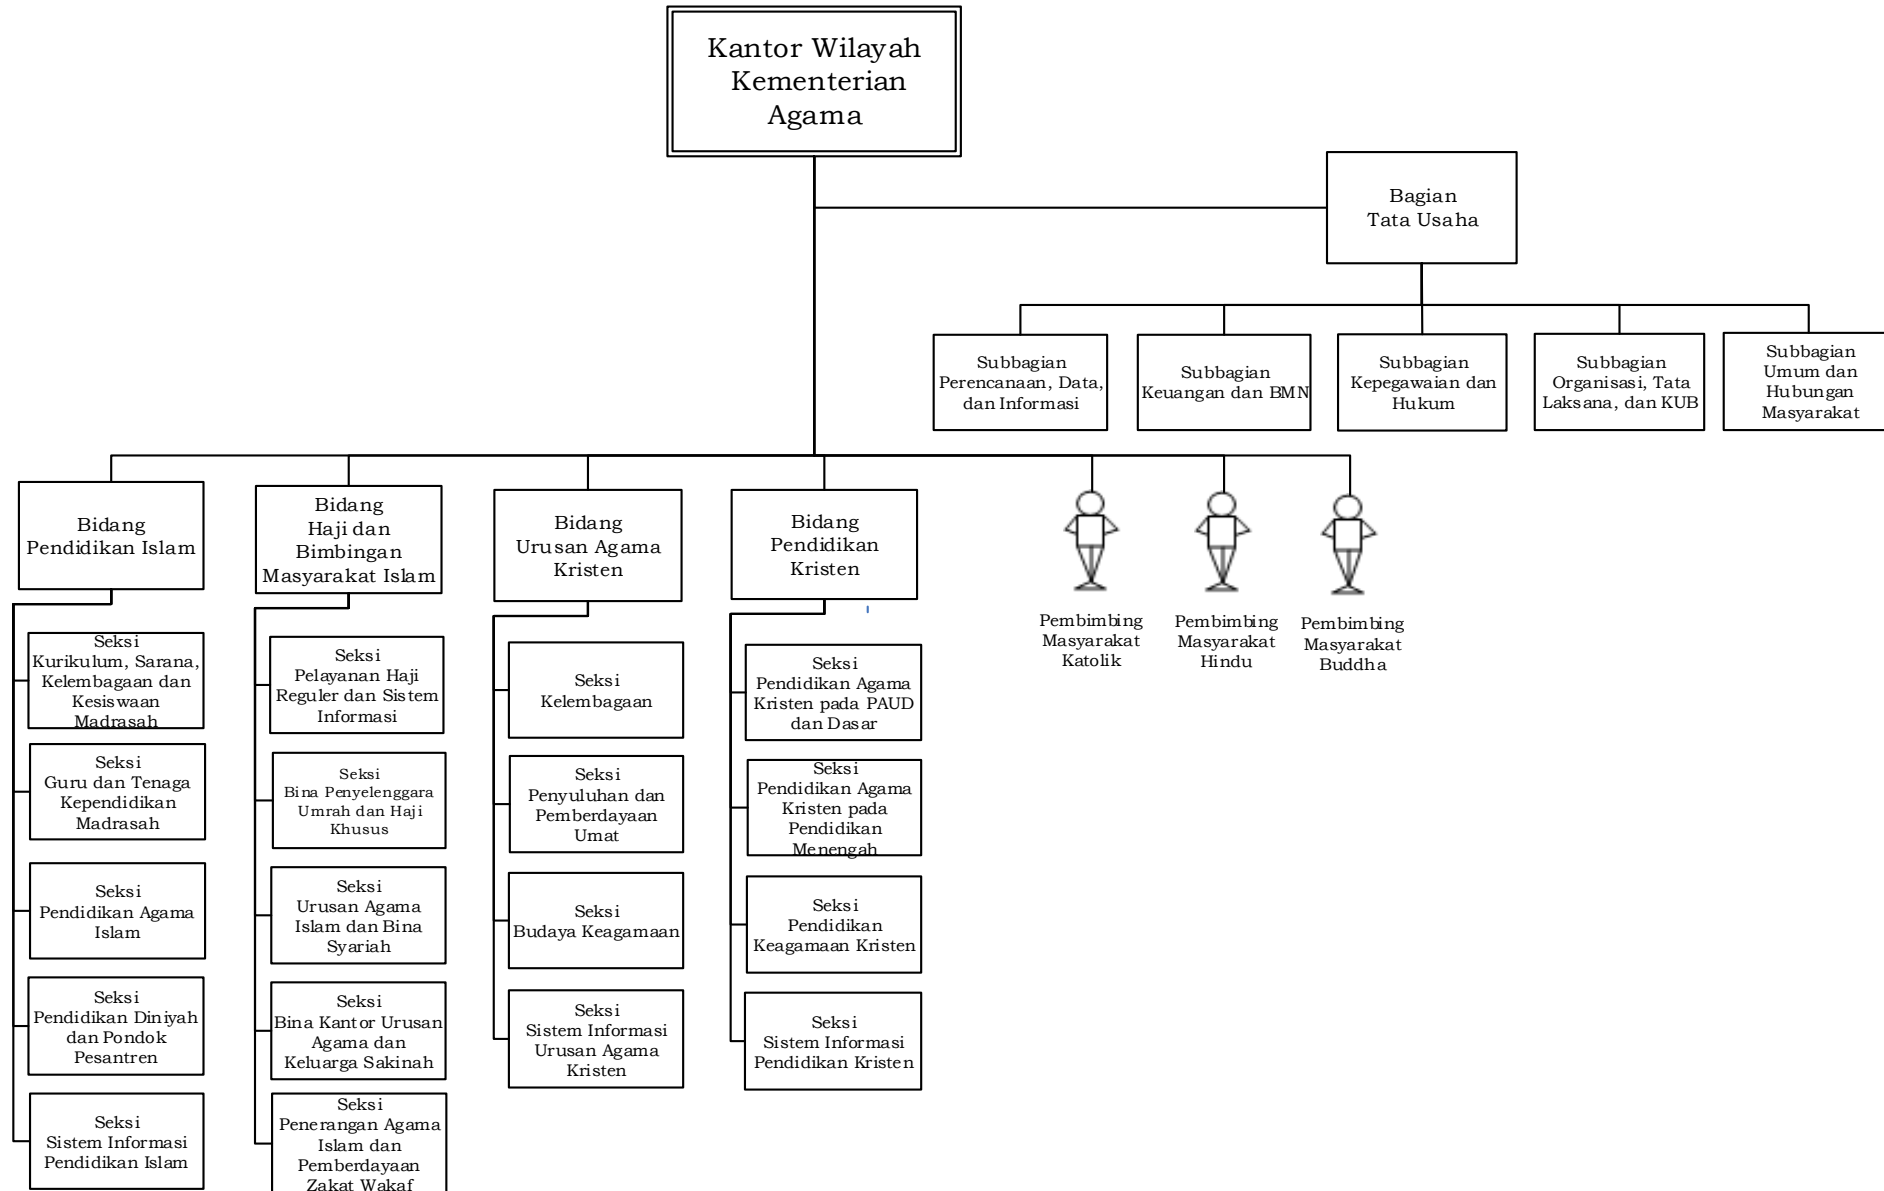 Kantor Wilayah
Kementerian
Agama
Bagian
Tata Usaha
Subbagian
Perencanaan, Data,
dan Informasi
Subbagian
Keuangan dan BMN
Subbagian
Kepegawaian dan
Hukum
Subbagian
Organisasi, Tata
Laksana, dan KUB
Subbagian
Umum dan
Hubungan
Masyarakat
Bidang
Pendidikan Islam
Seksi
Kurikulum, Sarana,
Kelembagaan dan
Kesiswaan
Madrasah
Seksi
Guru dan Tenaga
Kependidikan
Madrasah
Seksi
Pendidikan Agama
Islam
Seksi
Pendidikan Diniyah
dan Pondok
Pesantren
Seksi
Sistem Informasi
Pendidikan Islam
Bidang
Haji dan
Bimbingan
Masyarakat Islam
Seksi
Pelayanan Haji
Reguler dan Sistem
Informasi
Seksi
Bina Penyelenggara
Umrah dan Haji
Khusus
Seksi
Urusan Agama
Islam dan Bina
Syariah
Seksi
Bina Kantor Urusan
Agama dan
Keluarga Sakinah
Seksi
Penerangan Agama
Islam dan
Pemberdayaan
Zakat Wakaf
Bidang
Urusan Agama
Kristen
Seksi
Kelembagaan
Seksi
Penyuluhan dan
Pemberdayaan
Umat
Seksi
Budaya Keagamaan
Seksi
Sistem Informasi
Urusan Agama
Kristen
Bidang
Pendidikan
Kristen
Seksi
Pendidikan Agama
Kristen pada PAUD
dan Dasar
Seksi
Pendidikan Agama
Kristen pada
Pendidikan
Menengah
Seksi
Pendidikan
Keagamaan Kristen
Seksi
Sistem Informasi
Pendidikan Kristen
Pembimbing
Masyarakat
Katolik
Pembimbing
Masyarakat
Hindu
Pembimbing
Masyarakat
Buddha